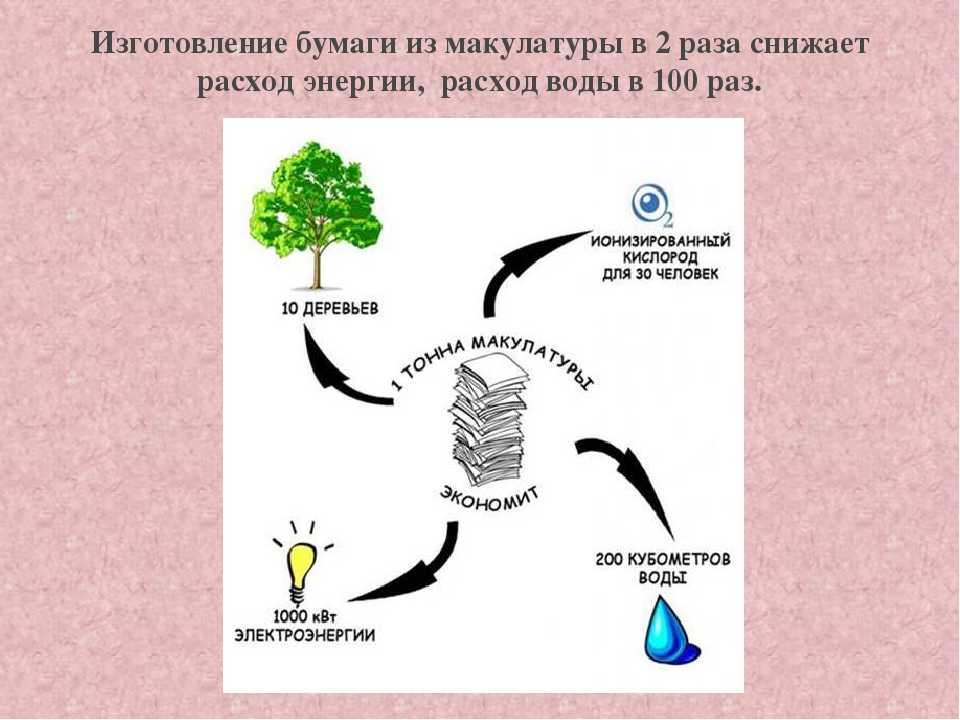 Изготовление бумаги из макулатуры в 2 раза снижает
расход энергии, расход воды в 100 раз.
O2
ИОНИЗИРОВАННЫЙ
КИСЛОРОД
ДЛЯ 30 ЧЕЛОВЕК
10 ДЕРЕВЬЕВ
1 ТОННА МАКУЛАТУРЫ
ЭКОНОМИТ
200 КУБОМЕТРОВ
ВОДЫ
1000 кВт
ЭЛЕКТРОЭНЕРГИИ